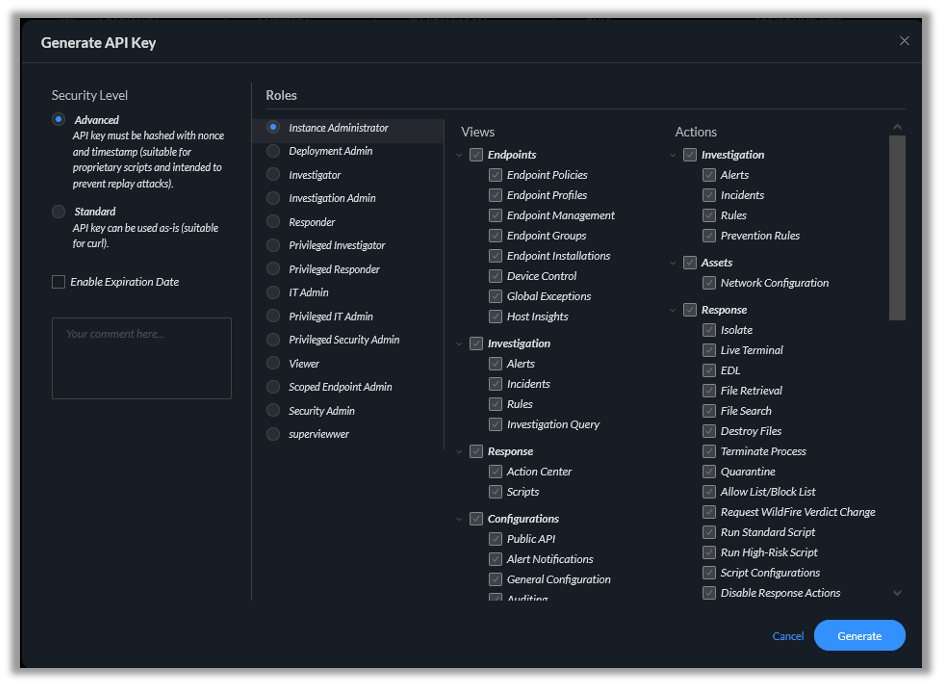 Generate API Key
Security Level
Advanced
API key must be hashed with nonce
and timestamp (suitable for
proprietary scripts and intended to
prevent replay attacks).
Standard
API key can be used as-is (suitable
for curl).
Enable Expiration Date
Your comment here...
Roles
Instance Administrator
Deployment Admin
Investigator
Investigation Admin
Responder
Privileged Investigator
Privileged Responder
IT Admin
Privileged IT Admin
Privileged Security Admin
Viewer
Scoped Endpoint Admin
Security Admin
superviewwer
Views
Endpoints
Endpoint Policies
Endpoint Profiles
Endpoint Management
Endpoint Groups
Endpoint Installations
Device Control
Global Exceptions
Host Insights
Investigation
Alerts
Incidents
Rules
Investigation Query
Response
Action Center
Scripts
Configurations
Public API
Alert Notifications
General Configuration
Auditing
Actions
Investigation
Alerts
Incidents
Rules
Prevention Rules
Assets
Network Configuration
Response
Isolate
Live Terminal
EDL
File Retrieval
File Search
Destroy Files
Terminate Process
Quarantine
Allow List/Block List
Request WildFire Verdict Change
Run Standard Script
Run High-Risk Script
Script Configurations
Disable Response Actions
Cancel
Generate